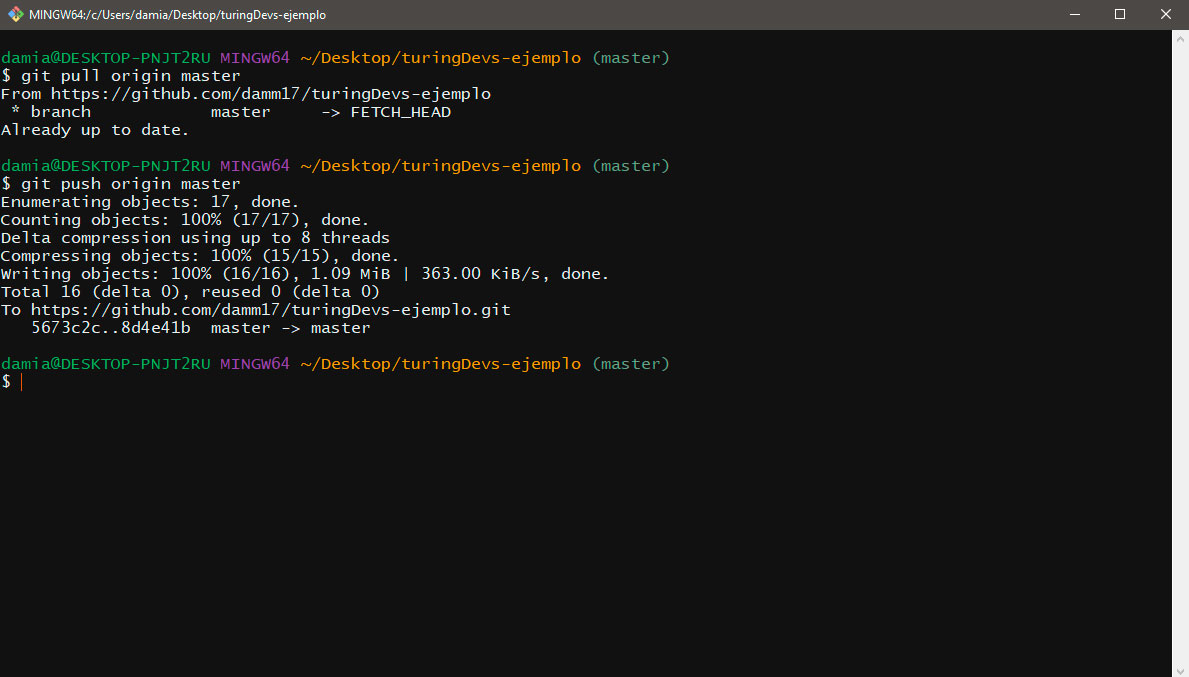 MINGW64:/c/Users/damia/Desktop/turingDevs-ejemplo
damia@DESKTOP-PNJT2RU MINGW64 ~/Desktop/turingDevs-ejemplo (master)
$ git pull origin master
From https://github.com/damm17/turingDevs-ejemplo
 * branch            master     -> FETCH_HEAD
Already up to date.
damia@DESKTOP-PNJT2RU MINGW64 ~/Desktop/turingDevs-ejemplo (master)
$ git push origin master
Enumerating objects: 17, done.
Counting objects: 100% (17/17), done.
Delta compression using up to 8 threads
Compressing objects: 100% (15/15), done.
Writing objects: 100% (16/16), 1.09 MiB | 363.00 KiB/s, done.
Total 16 (delta 0), reused 0 (delta 0)
To https://github.com/damm17/turingDevs-ejemplo.git
   5673c2c..8d4e41b  master -> master
damia@DESKTOP-PNJT2RU MINGW64 ~/Desktop/turingDevs-ejemplo (master)
$